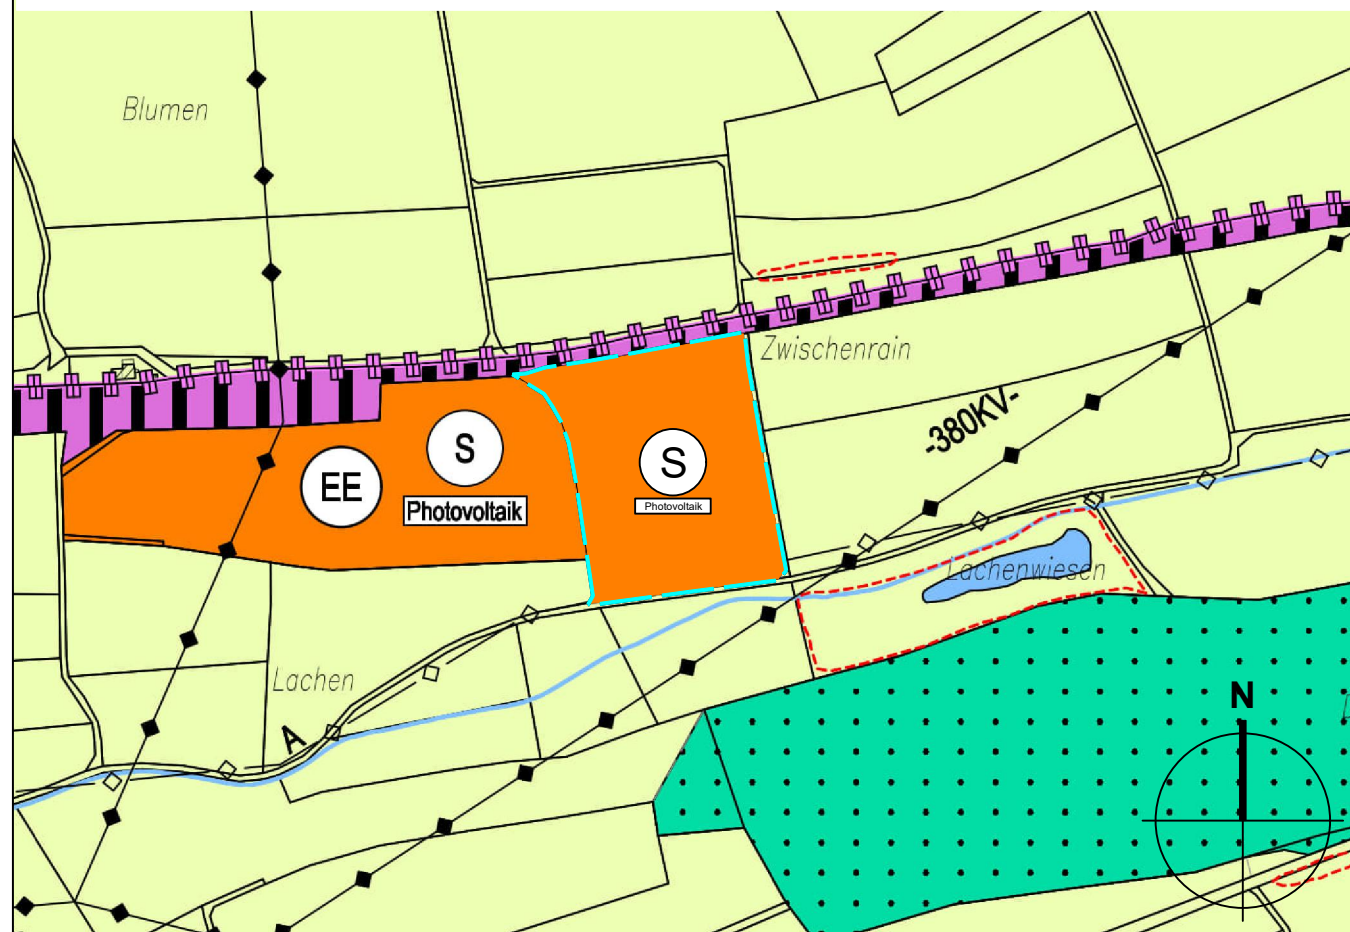 Blumen
Zwischenrain
-380KV-
S
EE
Photovoltaik
S
Photovoltaik
Lachenwiesen
Lachen
A
N